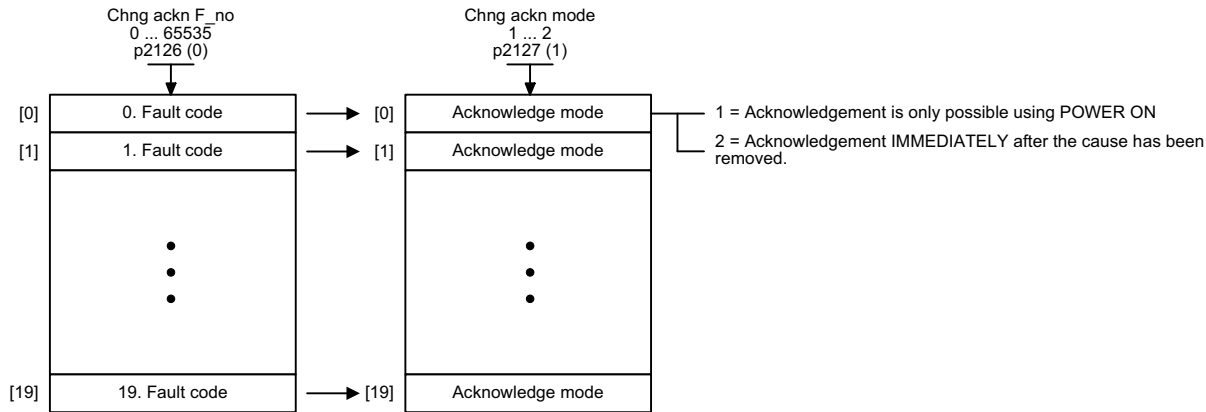 Chng ackn F_no
0 ... 65535
p2126 (0)
Chng ackn mode
1 ... 2
p2127 (1)
[0] 0. Fault code [0] Acknowledge mode 1 = Acknowledgement is only possible using POWER ON
[1] 1. Fault code [1] Acknowledge mode 2 = Acknowledgement IMMEDIATELY after the cause has been
removed.
[19] 19. Fault code [19] Acknowledge mode